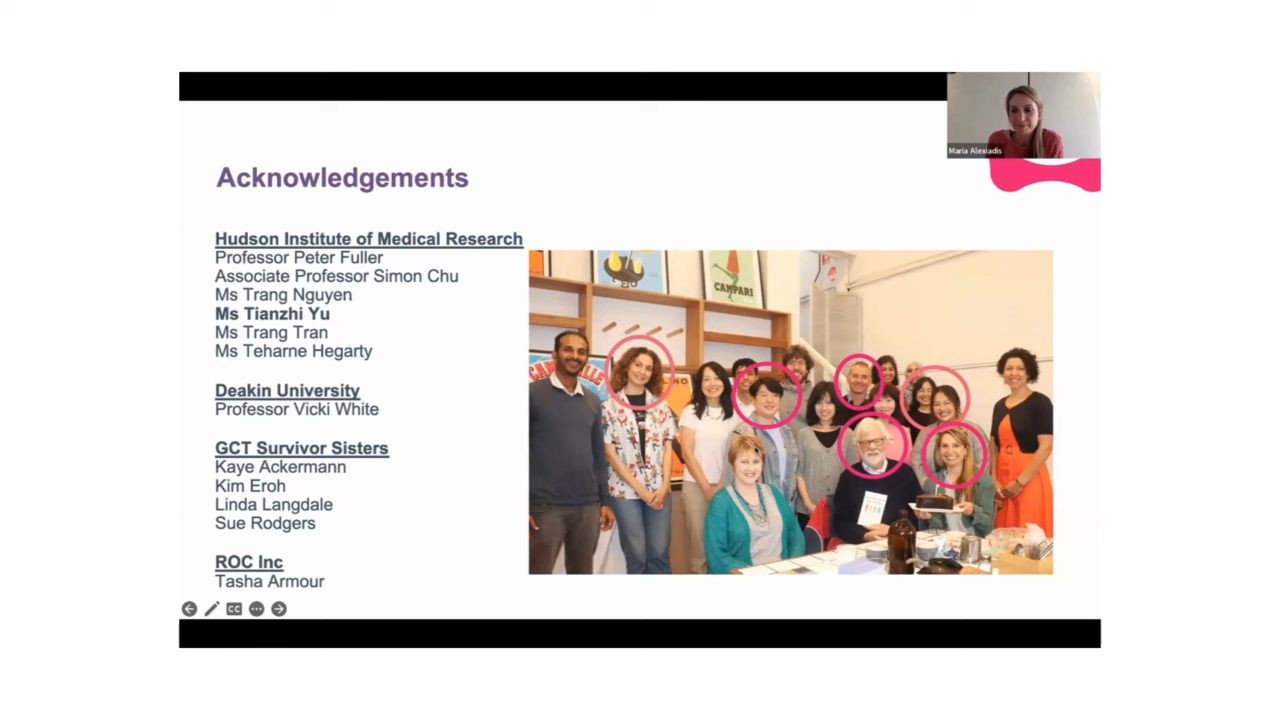 Maria Alexiadis
Acknowledgements
Hudson Institute of Medical Research
Professor Peter Fuller
Associate Professor Simon Chu
Ms Trang Nguyen
Ms Tianzhi Yu
Ms Trang Tran
Ms Teharne Hegarty
Deakin University
Professor Vicki White
GCT Survivor Sisters
Kaye Ackermann
Kim Eroh
Linda Langdale
Sue Rodgers
ROC Inc
Tasha Armour
CAMPARI
CC